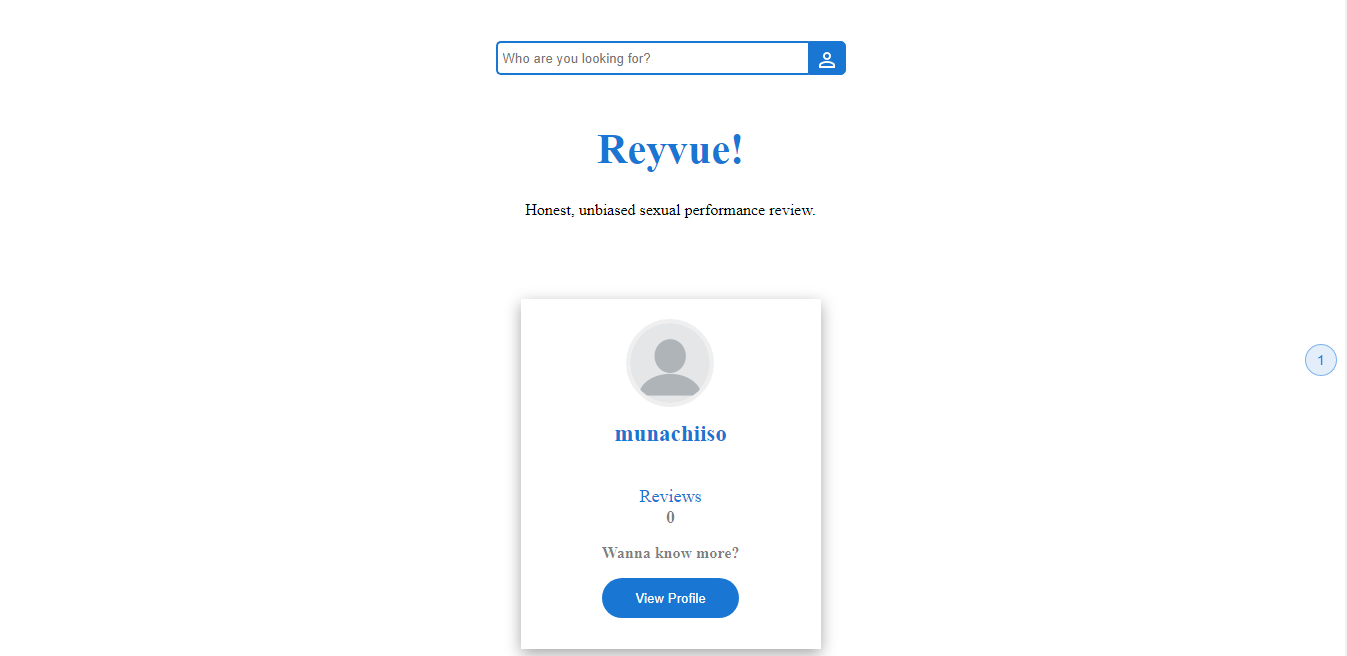 Who are you looking for?
Reyvue!
Honest, unbiased sexual performance review.
munachiiso
Reviews
0
Wanna know more?
View Profile
1